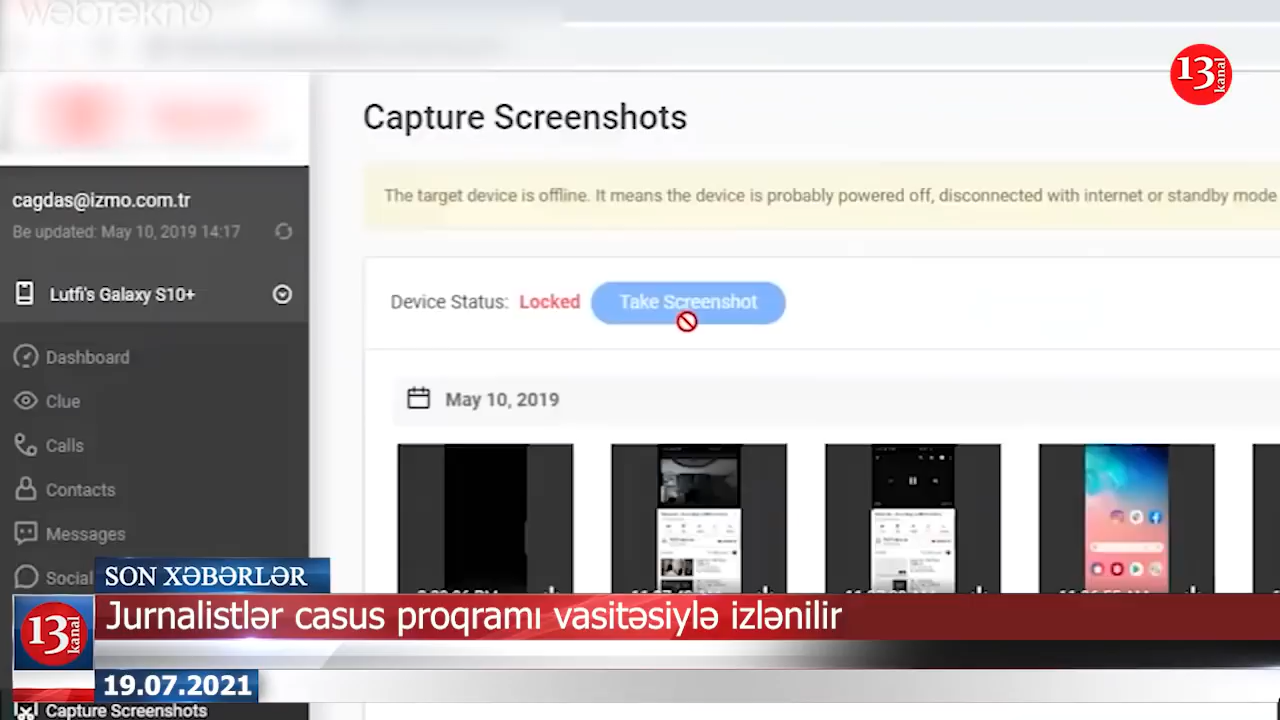 webtekno
13
kanal
Capture Screenshots
The target device is offline. It means the device is probably powered off, disconnected with internet or standby mode
cagdas@izmo.com.tr
Be updated: May 10, 2019 14:17
Lutfi's Galaxy S10+
Device Status: Locked
Take Screenshot
Dashboard
May 10, 2019
Clue
Calls
Contacts
Messages
Social
SON XƏBƏRLƏR
13
kanal
Jurnalistlər casus proqramı vasitəsiylə izlənilir
19.07.2021
Capture Screenshots